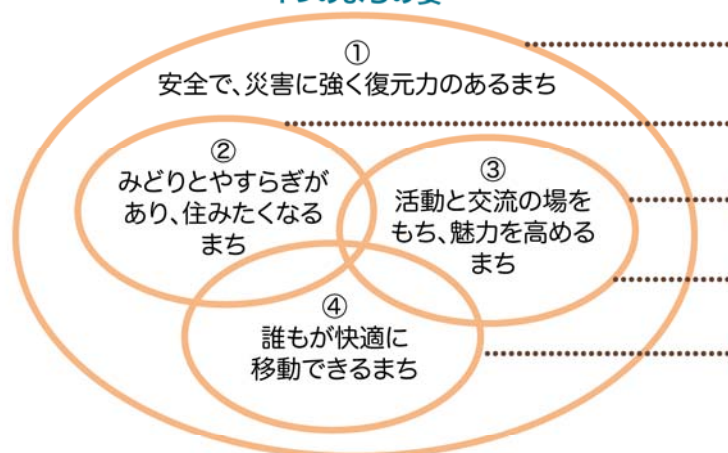 ①
安全で、災害に強く復元力のあるまち
②
みどりとやすらぎが
あり、住みたくなる
まち
③
活動と交流の場を
もち、魅力を高める
まち
④
誰もが快適に
移動できるまち